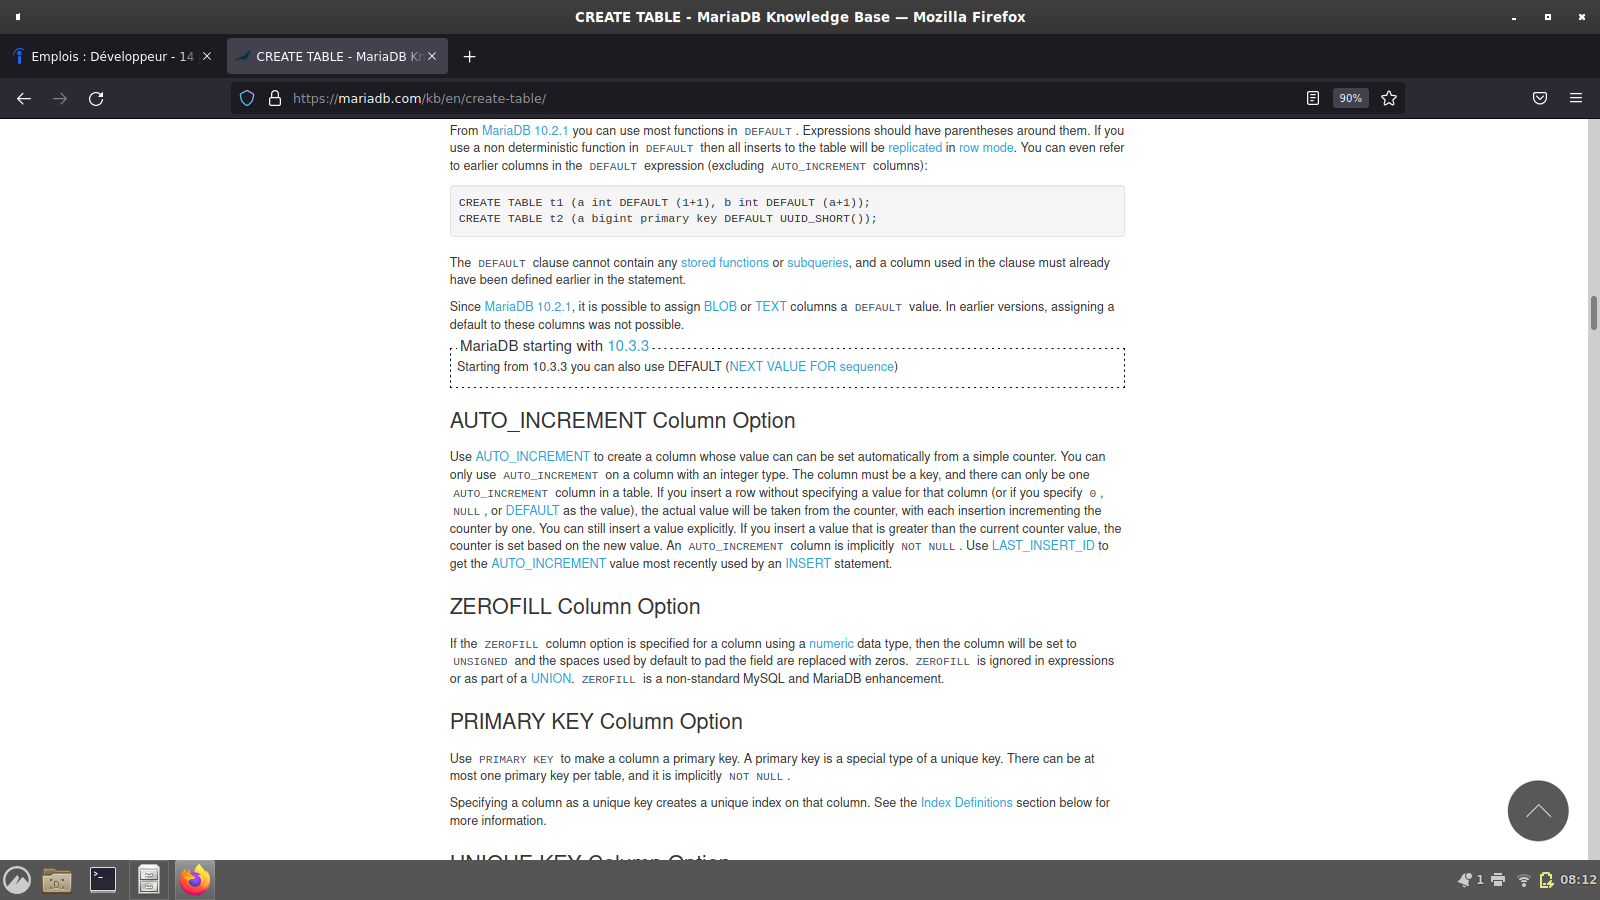 CREATE TABLE - MariaDB Knowledge Base — Mozilla Firefox
Emplois : Développeur - 14
CREATE TABLE - MariaDB Kn
https://mariadb.com/kb/en/create-table/
90%
From MariaDB 10.2.1 you can use most functions in DEFAULT. Expressions should have parentheses around them. If you
use a non deterministic function in DEFAULT then all inserts to the table will be replicated in row mode. You can even refer
to earlier columns in the DEFAULT expression (excluding AUTO_INCREMENT columns):
CREATE TABLE t1 (a int DEFAULT (1+1), b int DEFAULT (a+1));
CREATE TABLE t2 (a bigint primary key DEFAULT UUID_SHORT());
The DEFAULT clause cannot contain any stored functions or subqueries, and a column used in the clause must already
have been defined earlier in the statement.
Since MariaDB 10.2.1, it is possible to assign BLOB or TEXT columns a DEFAULT value. In earlier versions, assigning a
default to these columns was not possible.
MariaDB starting with 10.3.3
Starting from 10.3.3 you can also use DEFAULT (NEXT VALUE FOR sequence)
AUTO_INCREMENT Column Option
Use AUTO_INCREMENT to create a column whose value can can be set automatically from a simple counter. You can
only use AUTO_INCREMENT on a column with an integer type. The column must be a key, and there can only be one
AUTO_INCREMENT column in a table. If you insert a row without specifying a value for that column (or if you specify 0,
NULL, or DEFAULT as the value), the actual value will be taken from the counter, with each insertion incrementing the
counter by one. You can still insert a value explicitly. If you insert a value that is greater than the current counter value, the
counter is set based on the new value. An AUTO_INCREMENT column is implicitly NOT NULL. Use LAST_INSERT_ID to
get the AUTO_INCREMENT value most recently used by an INSERT statement.
ZEROFILL Column Option
If the ZEROFILL column option is specified for a column using a numeric data type, then the column will be set to
UNSIGNED and the spaces used by default to pad the field are replaced with zeros. ZEROFILL is ignored in expressions
or as part of a UNION. ZEROFILL is a non-standard MySQL and MariaDB enhancement.
PRIMARY KEY Column Option
Use PRIMARY KEY to make a column a primary key. A primary key is a special type of a unique key. There can be at
most one primary key per table, and it is implicitly NOT NULL.
Specifying a column as a unique key creates a unique index on that column. See the Index Definitions section below for
more information.
UNIQUE KEY Column Option
1
08:12